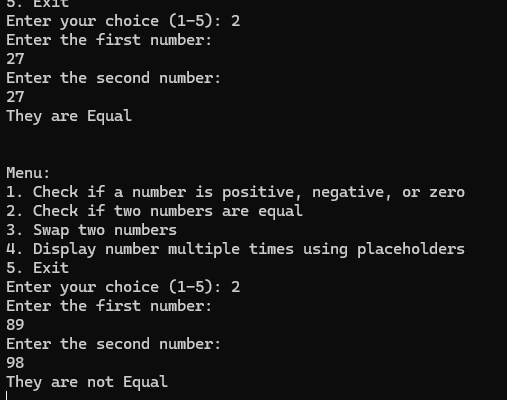 5. Exit
Enter your choice (1-5): 2
Enter the first number:
27
Enter the second number:
27
They are Equal
Menu:
1. Check if a number is positive, negative, or zero
2. Check if two numbers are equal
3. Swap two numbers
4. Display number multiple times using placeholders
5. Exit
Enter your choice (1-5): 2
Enter the first number:
89
Enter the second number:
98
They are not Equal